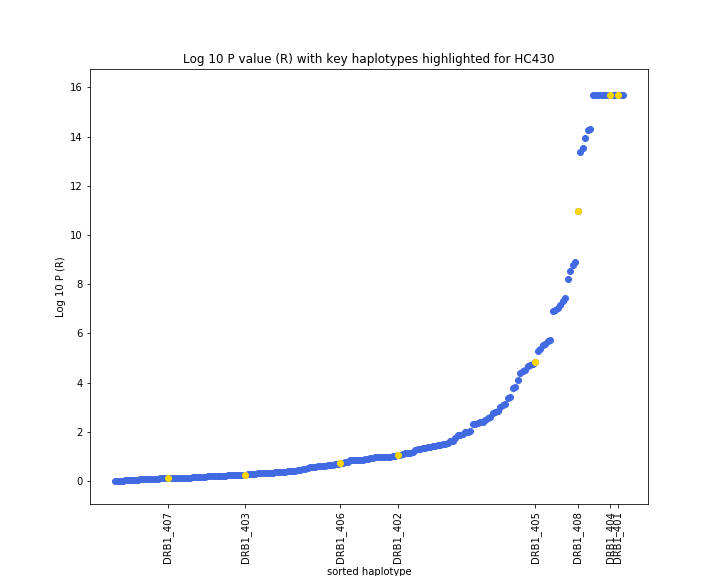 Log 10 P value (R) with key haplotypes highlighted for HC430
16
14
12
10
8
6
4
2
0
Log 10 P (R)
DRB1_407
DRB1_403
DRB1_406
DRB1_402
DRB1_405
DRB1_408
DRB1_404
DRB1_401
sorted haplotype